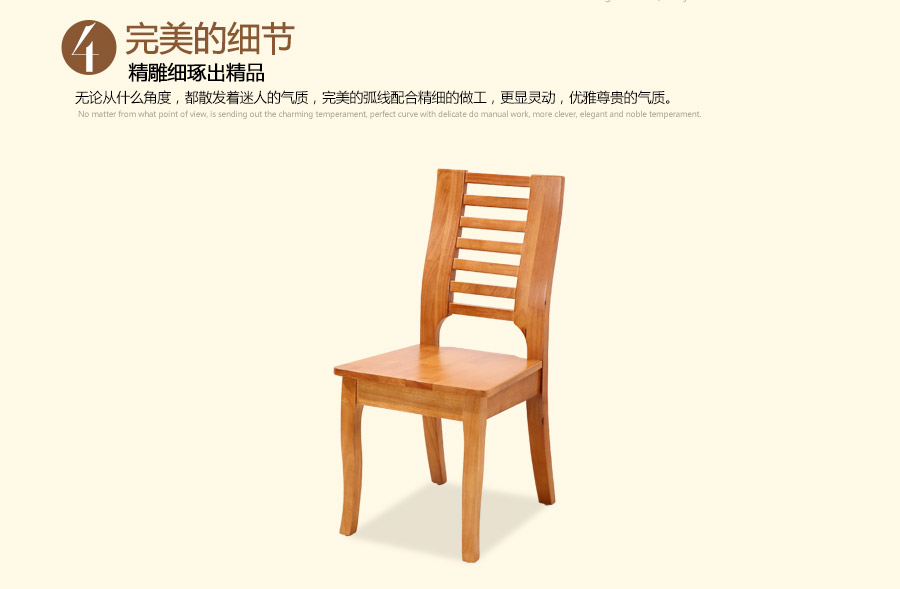 4 完美的细节
精雕细琢出精品
无论从什么角度，都散发着迷人的气质，完美的弧线配合精细的做工，更显灵动，优雅尊贵的气质。
No matter from what point of view, is sending out the charming temperament, perfect curve with delicate do manual work, more clever, elegant and noble temperament.